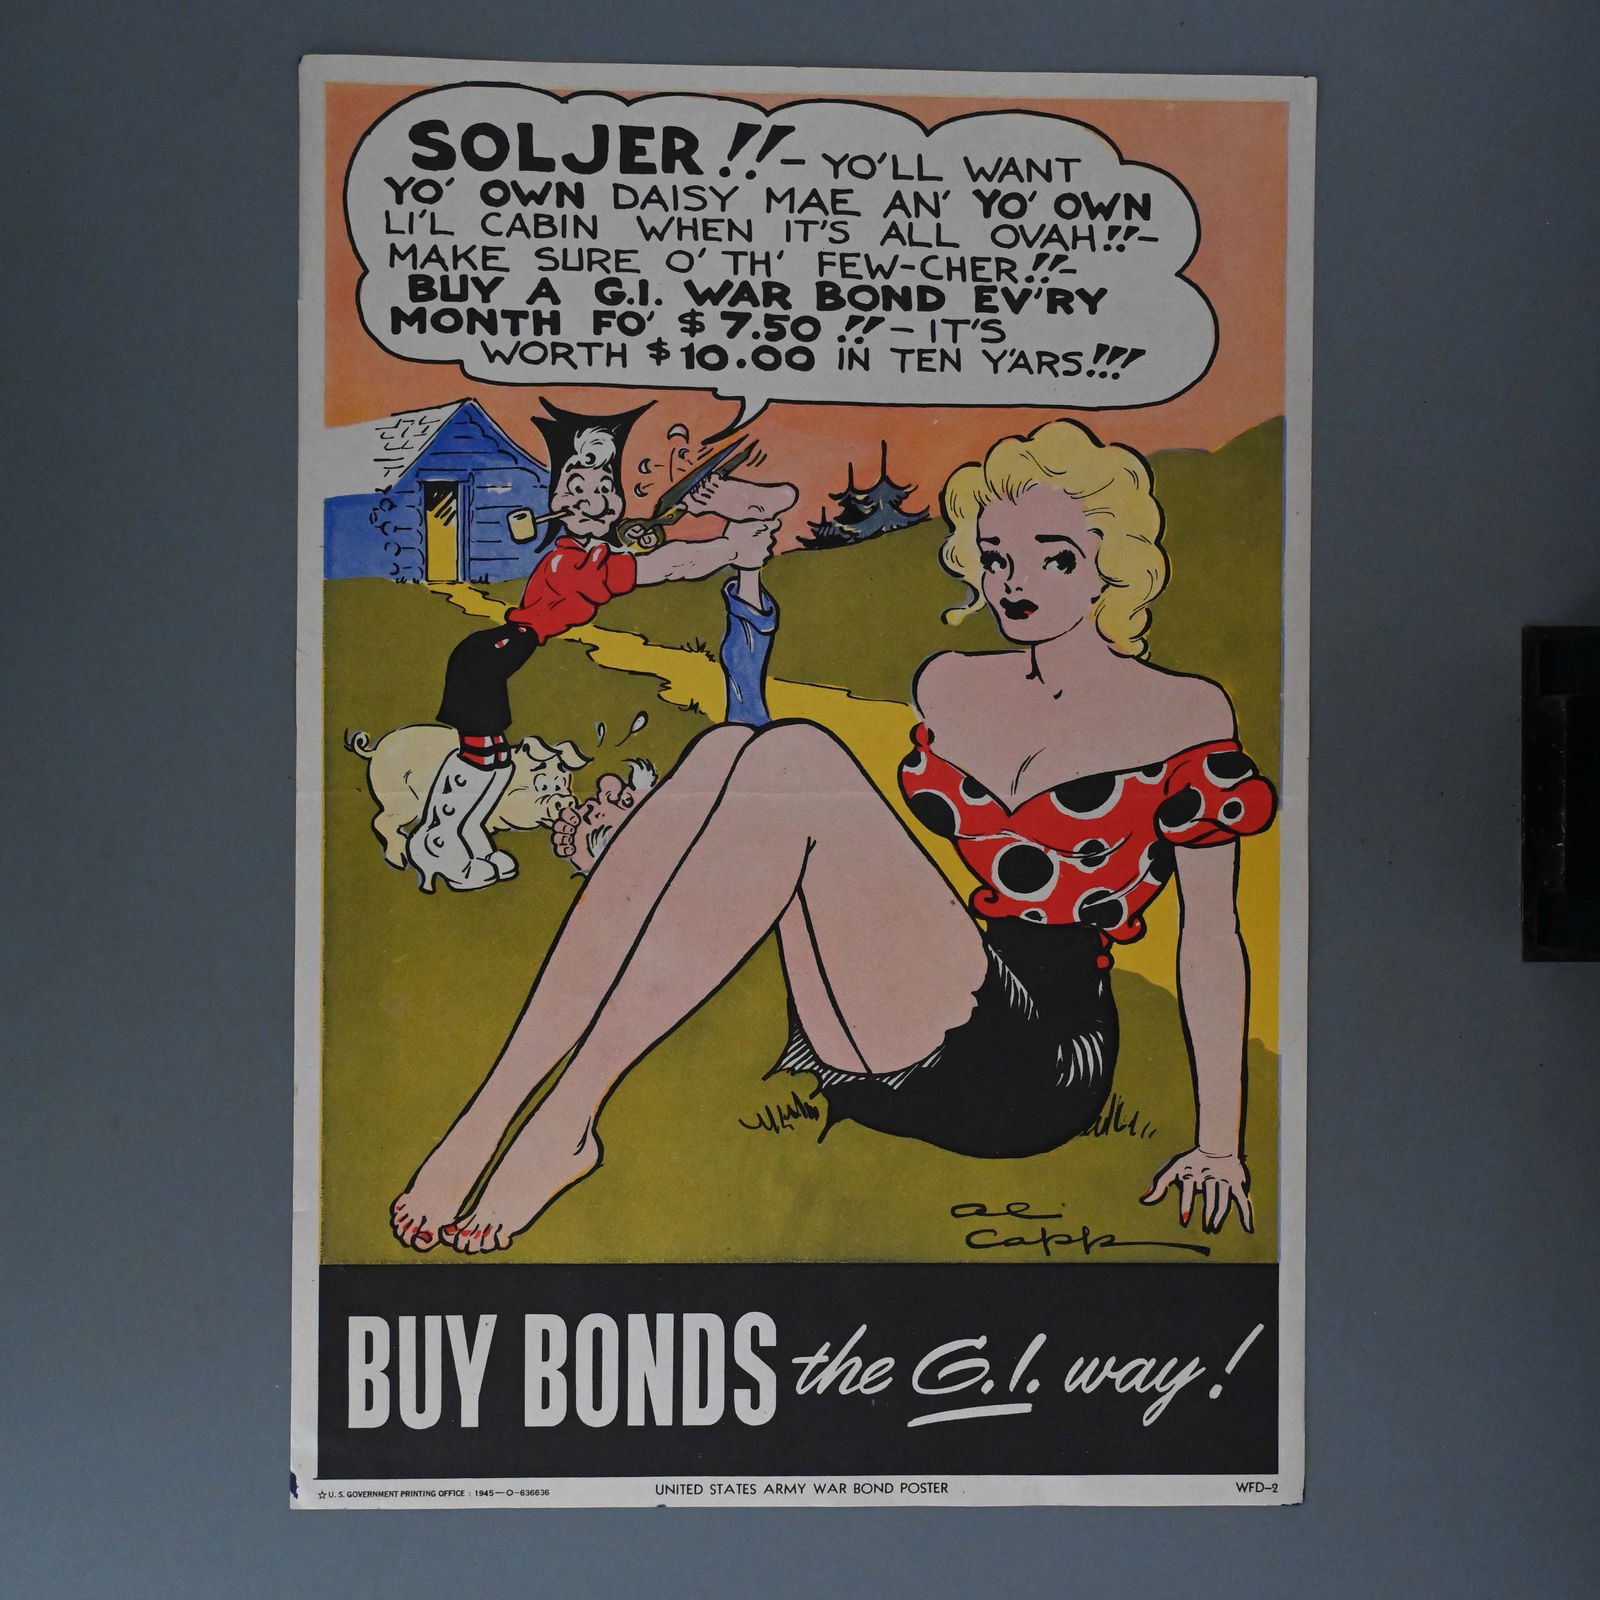 SOLJER!!– YO'LL WANT
YO' OWN DAISY MAE AN' YO' OWN
LI'L CABIN WHEN IT'S ALL OVAH!!–
MAKE SURE O' TH' FEW-CHER!!–
BUY A G.I. WAR BOND EV'RY
MONTH FO' $7.50!!– IT'S
WORTH $10.00 IN TEN Y'ARS!!!
Al
Capp
BUY BONDS the G.I. way!
☆ U. S. GOVERNMENT PRINTING OFFICE : 1945—O–636636
UNITED STATES ARMY WAR BOND POSTER
WFD–2